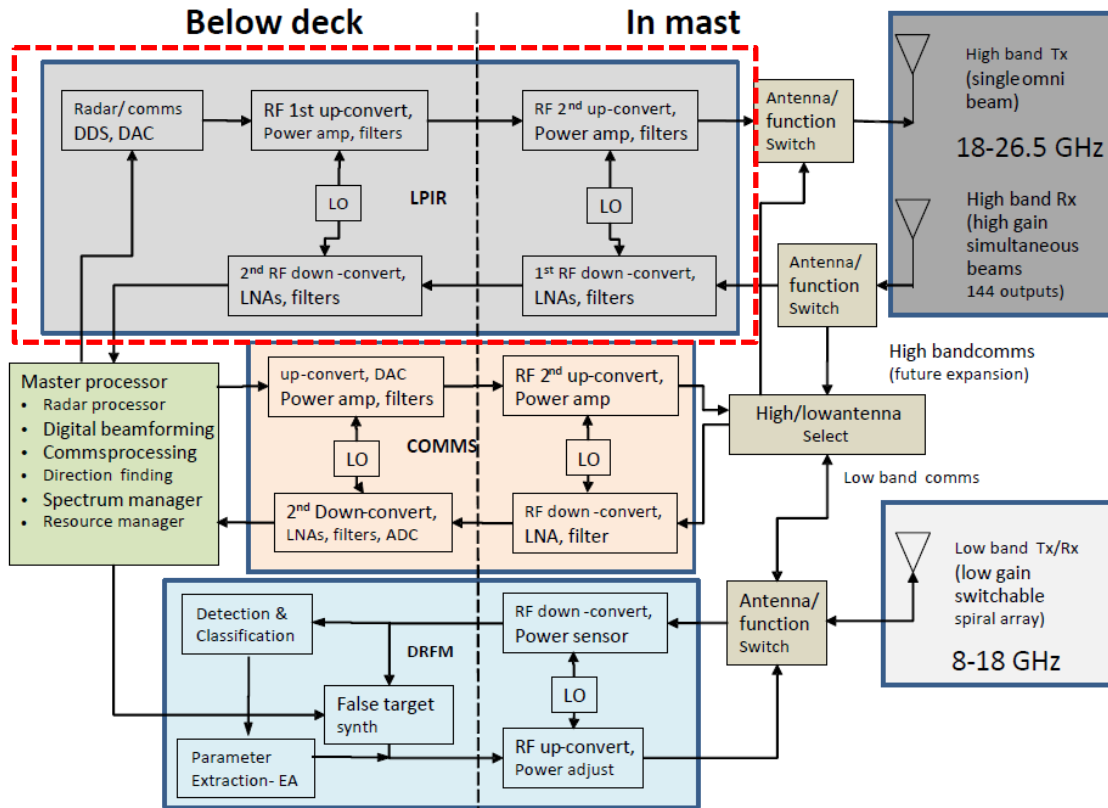 Below deck
In mast
Radar/ comms
DDS, DAC
RF 1st up-convert,
Power amp, filters
RF 2nd up-convert,
Power amp, filters
Antenna/
function
Switch
High band Tx
(single omni
beam)
18-26.5 GHz
LO
LPIR
LO
High band Rx
(high gain
simultaneous
beams
144 outputs)
2nd RF down -convert,
LNAs, filters
1st RF down -convert,
LNAs, filters
Antenna/
function
Switch
High bandcomms
(future expansion)
Master processor
• Radar processor
• Digital beamforming
• Commsprocessing
• Direction finding
• Spectrum manager
• Resource manager
up-convert, DAC
Power amp, filters
RF 2nd up-convert,
Power amp
High/lowantenna
Select
COMMS
LO
LO
Low band comms
2nd Down-convert,
LNAs, filters, ADC
RF down -convert,
LNA, filter
Low band Tx/Rx
(low gain
switchable
spiral array)
8-18 GHz
Detection &
Classification
RF down -convert,
Power sensor
Antenna/
function
Switch
DRFM
False target
synth
LO
Parameter
Extraction- EA
RF up-convert,
Power adjust